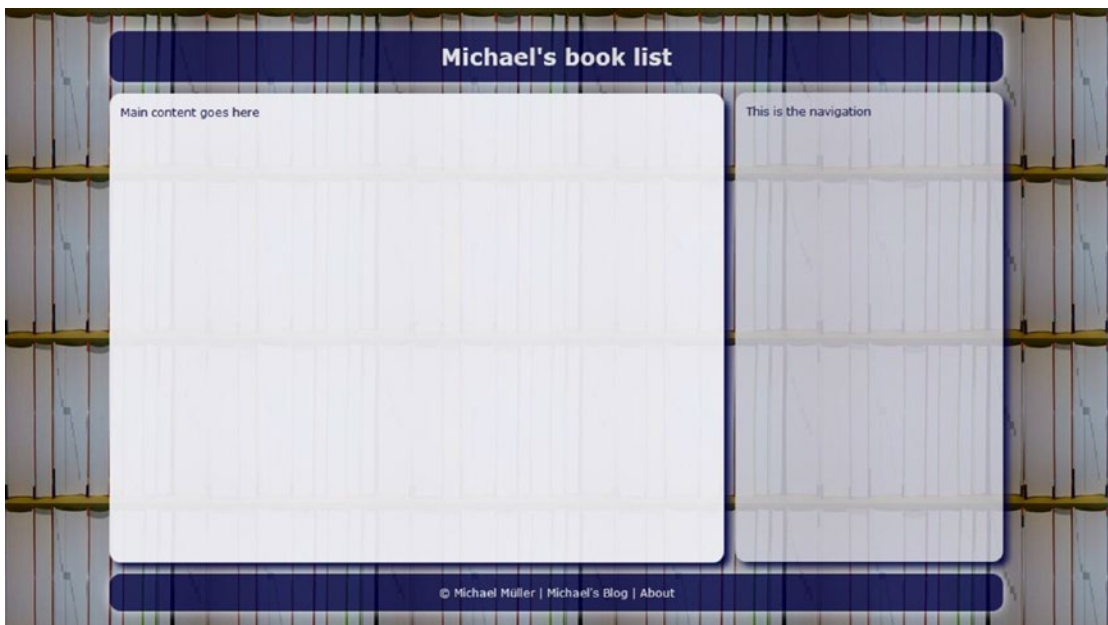 Michael's book list
Main content goes here
This is the navigation
© Michael Müller | Michael's Blog | About